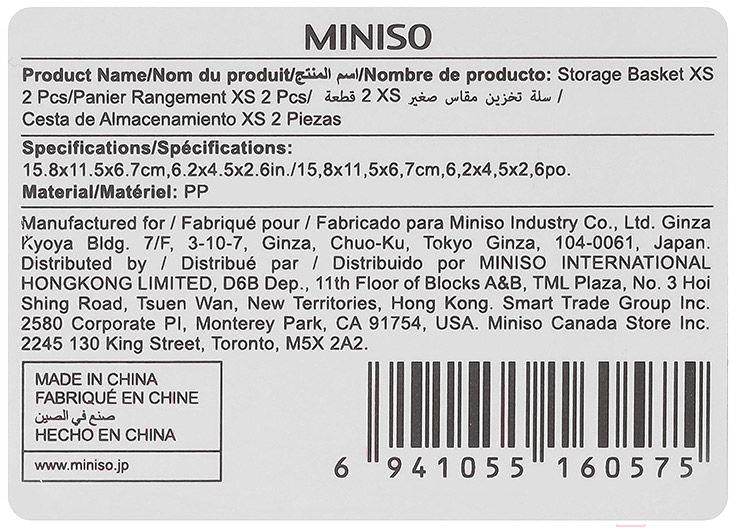 MINISO
Product Name/Nom du produit/اسم المنتج/Nombre de producto: Storage Basket XS
2 Pcs/Panier Rangement XS 2 Pcs/ سلة تخزين مقاس صغير XS 2 قطعة /
Cesta de Almacenamiento XS 2 Piezas
Specifications/Spécifications:
15.8x11.5x6.7cm,6.2x4.5x2.6in./15,8x11,5x6,7cm,6,2x4,5x2,6po.
Material/Matériel: PP
Manufactured for / Fabriqué pour / Fabricado para Miniso Industry Co., Ltd. Ginza
Kyoya Bldg. 7/F, 3-10-7, Ginza, Chuo-Ku, Tokyo Ginza, 104-0061, Japan.
Distributed by / Distribué par / Distribuido por MINISO INTERNATIONAL
HONGKONG LIMITED, D6B Dep., 11th Floor of Blocks A&B, TML Plaza, No. 3 Hoi
Shing Road, Tsuen Wan, New Territories, Hong Kong. Smart Trade Group Inc.
2580 Corporate Pl, Monterey Park, CA 91754, USA. Miniso Canada Store Inc.
2245 130 King Street, Toronto, M5X 2A2.
MADE IN CHINA
FABRIQUÉ EN CHINE
صنع في الصين
HECHO EN CHINA
www.miniso.jp
6 941055 160575